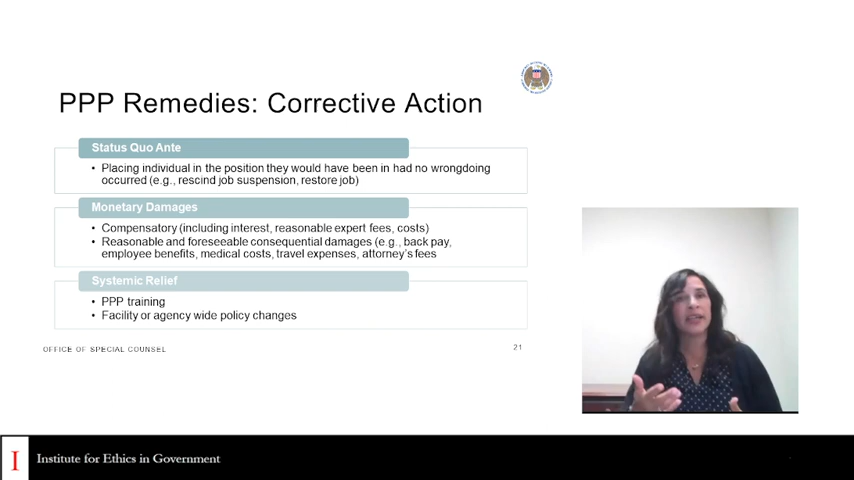 PPP Remedies: Corrective Action
Status Quo Ante
• Placing individual in the position they would have been in had no wrongdoing
occurred (e.g., rescind job suspension, restore job)
Monetary Damages
• Compensatory (including interest, reasonable expert fees, costs)
• Reasonable and foreseeable consequential damages (e.g., back pay,
employee benefits, medical costs, travel expenses, attorney's fees
Systemic Relief
• PPP training
• Facility or agency wide policy changes
OFFICE OF SPECIAL COUNSEL
21
I
Institute for Ethics in Government